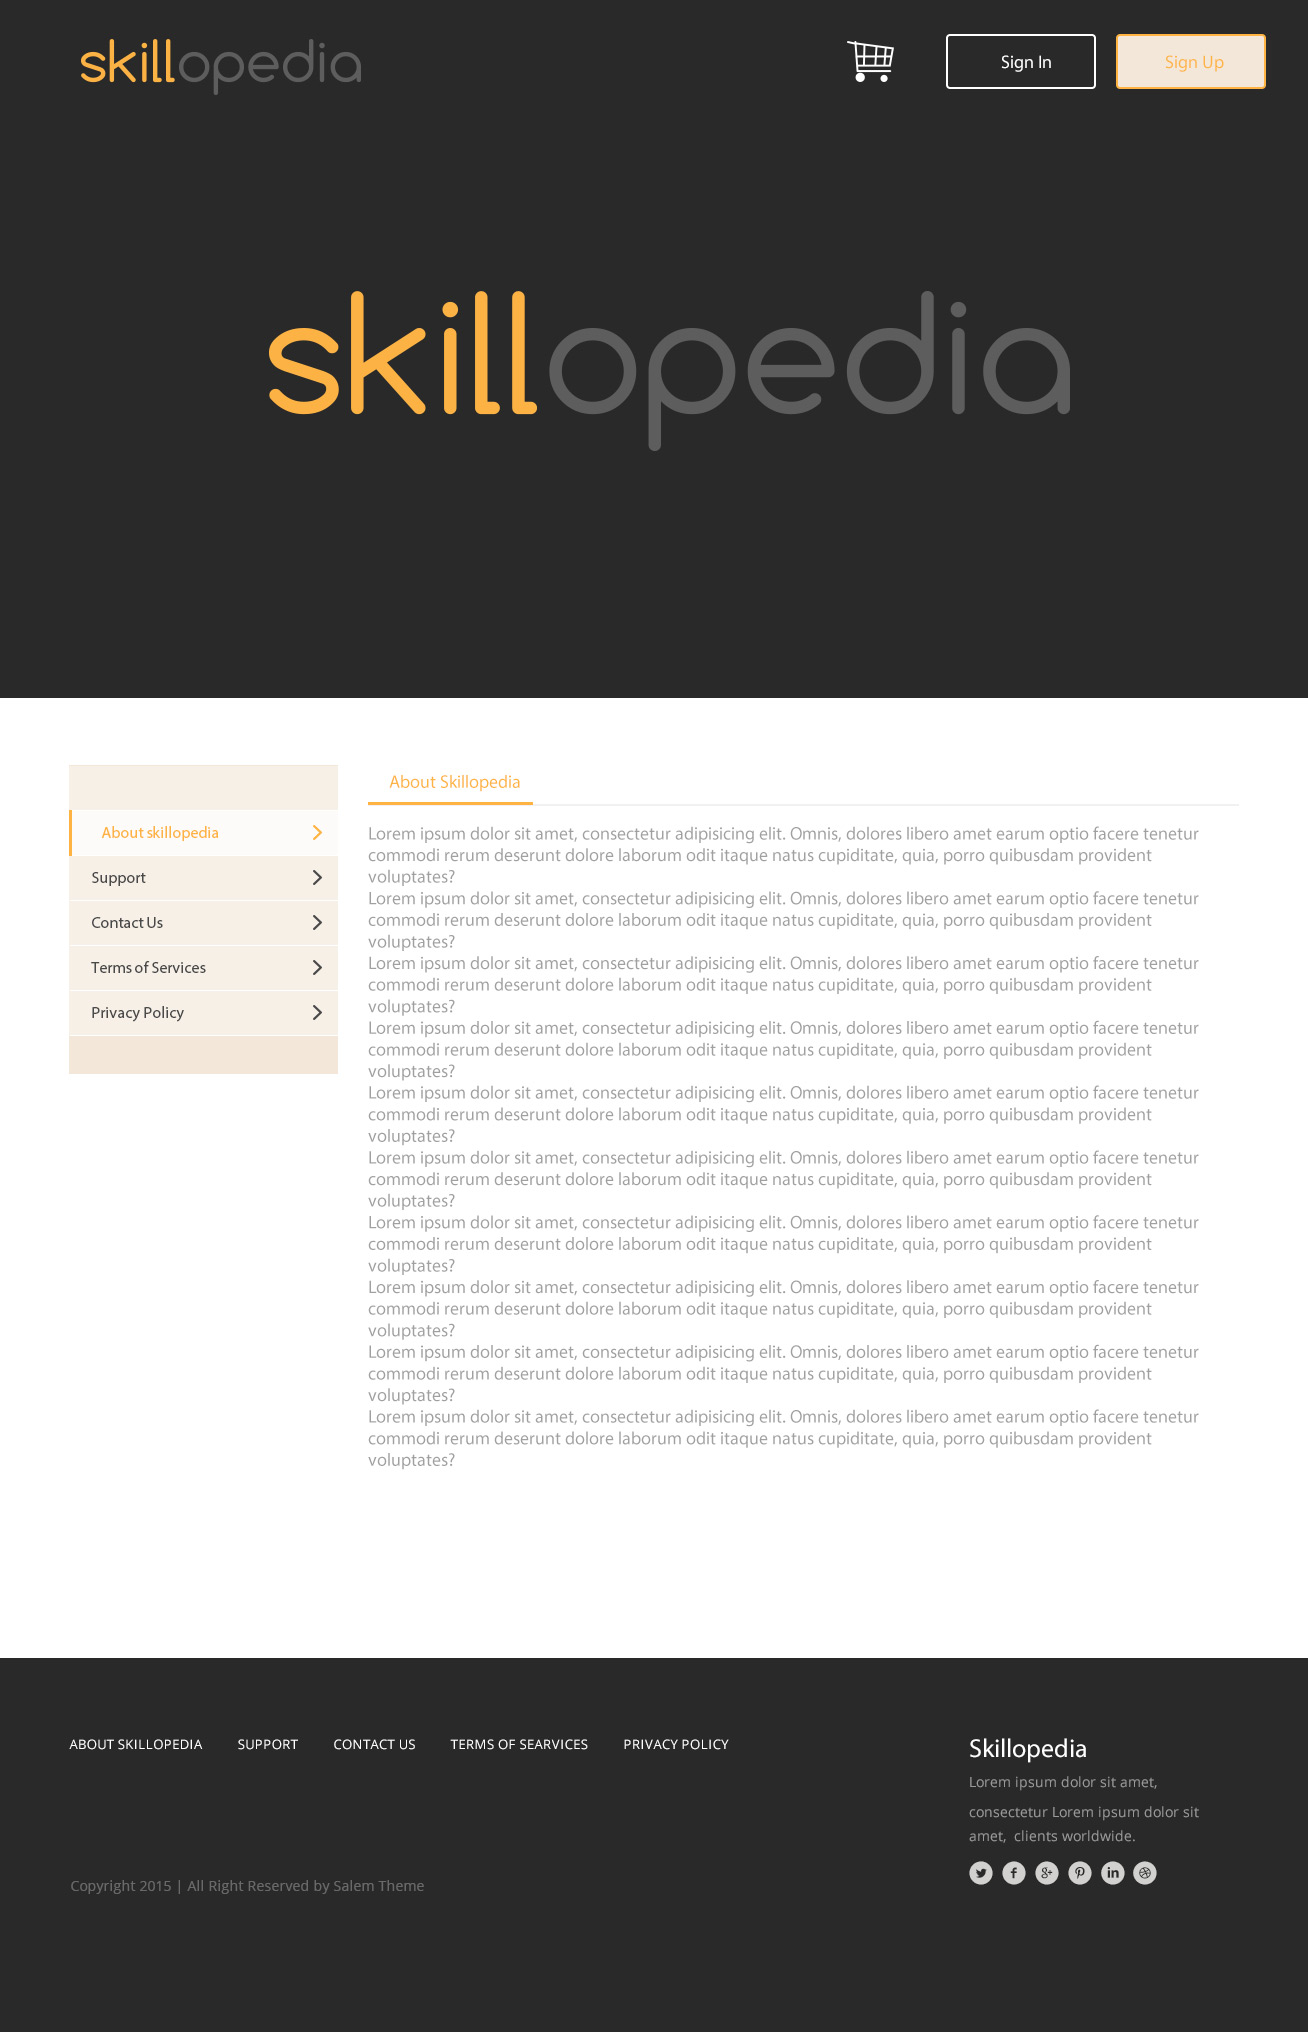 skillopedia
Sign In
Sign Up
skillopedia
About skillopedia
Support
Contact Us
Terms of Services
Privacy Policy
About Skillopedia
Lorem ipsum dolor sit amet, consectetur adipisicing elit. Omnis, dolores libero amet earum optio facere tenetur
commodi rerum deserunt dolore laborum odit itaque natus cupiditate, quia, porro quibusdam provident
voluptates?
Lorem ipsum dolor sit amet, consectetur adipisicing elit. Omnis, dolores libero amet earum optio facere tenetur
commodi rerum deserunt dolore laborum odit itaque natus cupiditate, quia, porro quibusdam provident
voluptates?
Lorem ipsum dolor sit amet, consectetur adipisicing elit. Omnis, dolores libero amet earum optio facere tenetur
commodi rerum deserunt dolore laborum odit itaque natus cupiditate, quia, porro quibusdam provident
voluptates?
Lorem ipsum dolor sit amet, consectetur adipisicing elit. Omnis, dolores libero amet earum optio facere tenetur
commodi rerum deserunt dolore laborum odit itaque natus cupiditate, quia, porro quibusdam provident
voluptates?
Lorem ipsum dolor sit amet, consectetur adipisicing elit. Omnis, dolores libero amet earum optio facere tenetur
commodi rerum deserunt dolore laborum odit itaque natus cupiditate, quia, porro quibusdam provident
voluptates?
Lorem ipsum dolor sit amet, consectetur adipisicing elit. Omnis, dolores libero amet earum optio facere tenetur
commodi rerum deserunt dolore laborum odit itaque natus cupiditate, quia, porro quibusdam provident
voluptates?
Lorem ipsum dolor sit amet, consectetur adipisicing elit. Omnis, dolores libero amet earum optio facere tenetur
commodi rerum deserunt dolore laborum odit itaque natus cupiditate, quia, porro quibusdam provident
voluptates?
Lorem ipsum dolor sit amet, consectetur adipisicing elit. Omnis, dolores libero amet earum optio facere tenetur
commodi rerum deserunt dolore laborum odit itaque natus cupiditate, quia, porro quibusdam provident
voluptates?
Lorem ipsum dolor sit amet, consectetur adipisicing elit. Omnis, dolores libero amet earum optio facere tenetur
commodi rerum deserunt dolore laborum odit itaque natus cupiditate, quia, porro quibusdam provident
voluptates?
Lorem ipsum dolor sit amet, consectetur adipisicing elit. Omnis, dolores libero amet earum optio facere tenetur
commodi rerum deserunt dolore laborum odit itaque natus cupiditate, quia, porro quibusdam provident
voluptates?
ABOUT SKILLOPEDIA
SUPPORT
CONTACT US
TERMS OF SEARVICES
PRIVACY POLICY
Copyright 2015 | All Right Reserved by Salem Theme
Skillopedia
Lorem ipsum dolor sit amet,
consectetur Lorem ipsum dolor sit
amet, clients worldwide.